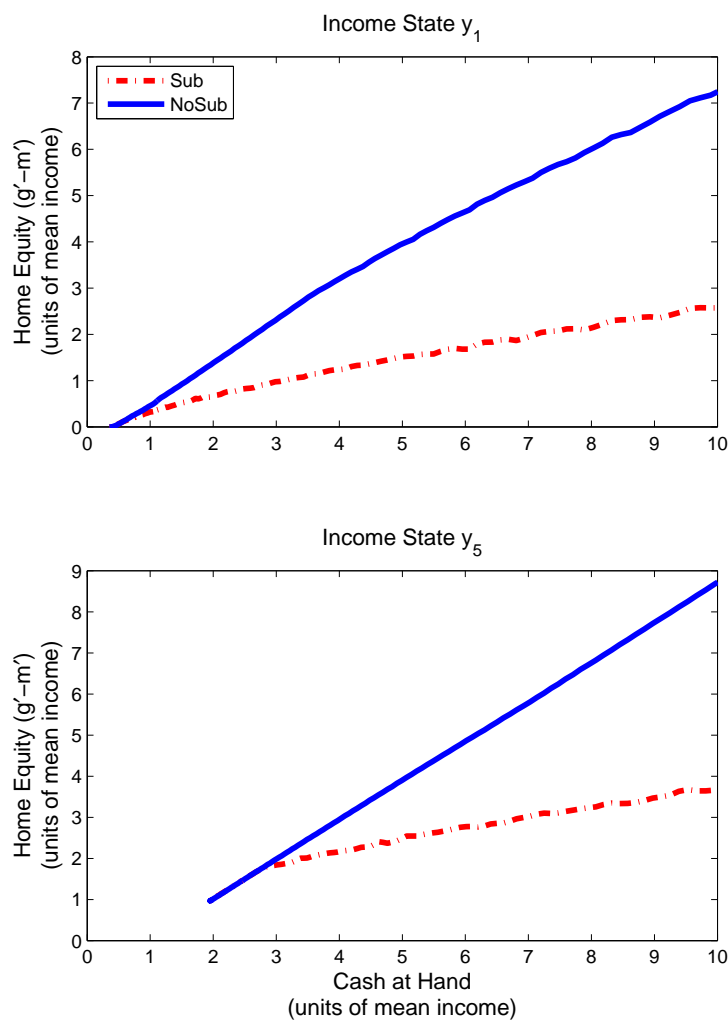 Income State y1
8
7
6
5
4
3
2
1
0
Sub
NoSub
Home Equity (g′−m′)
(units of mean income)
0 1 2 3 4 5 6 7 8 9 10
Income State y5
9
8
7
6
5
4
3
2
1
0
Home Equity (g′−m′)
(units of mean income)
0 1 2 3 4 5 6 7 8 9 10
Cash at Hand
(units of mean income)